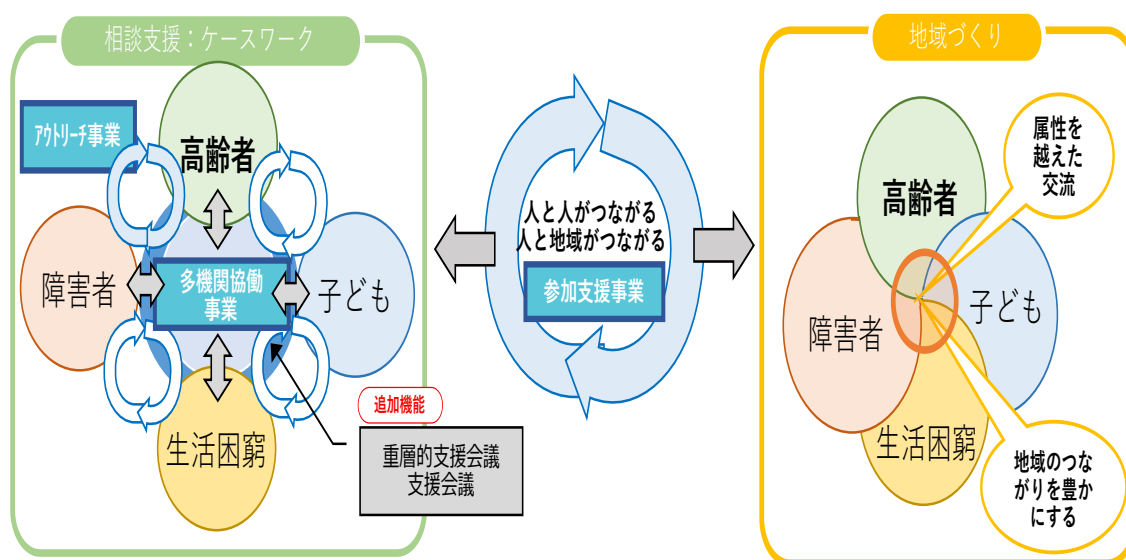 相談支援：ケースワーク
アウトリーチ事業
高齢者
障害者
多機関協働
事業
子ども
生活困窮
追加機能
重層的支援会議
支援会議
人と人がつながる
人と地域がつながる
参加支援事業
地域づくり
属性を
越えた
交流
高齢者
障害者
子ども
生活困窮
地域のつな
がりを豊か
にする